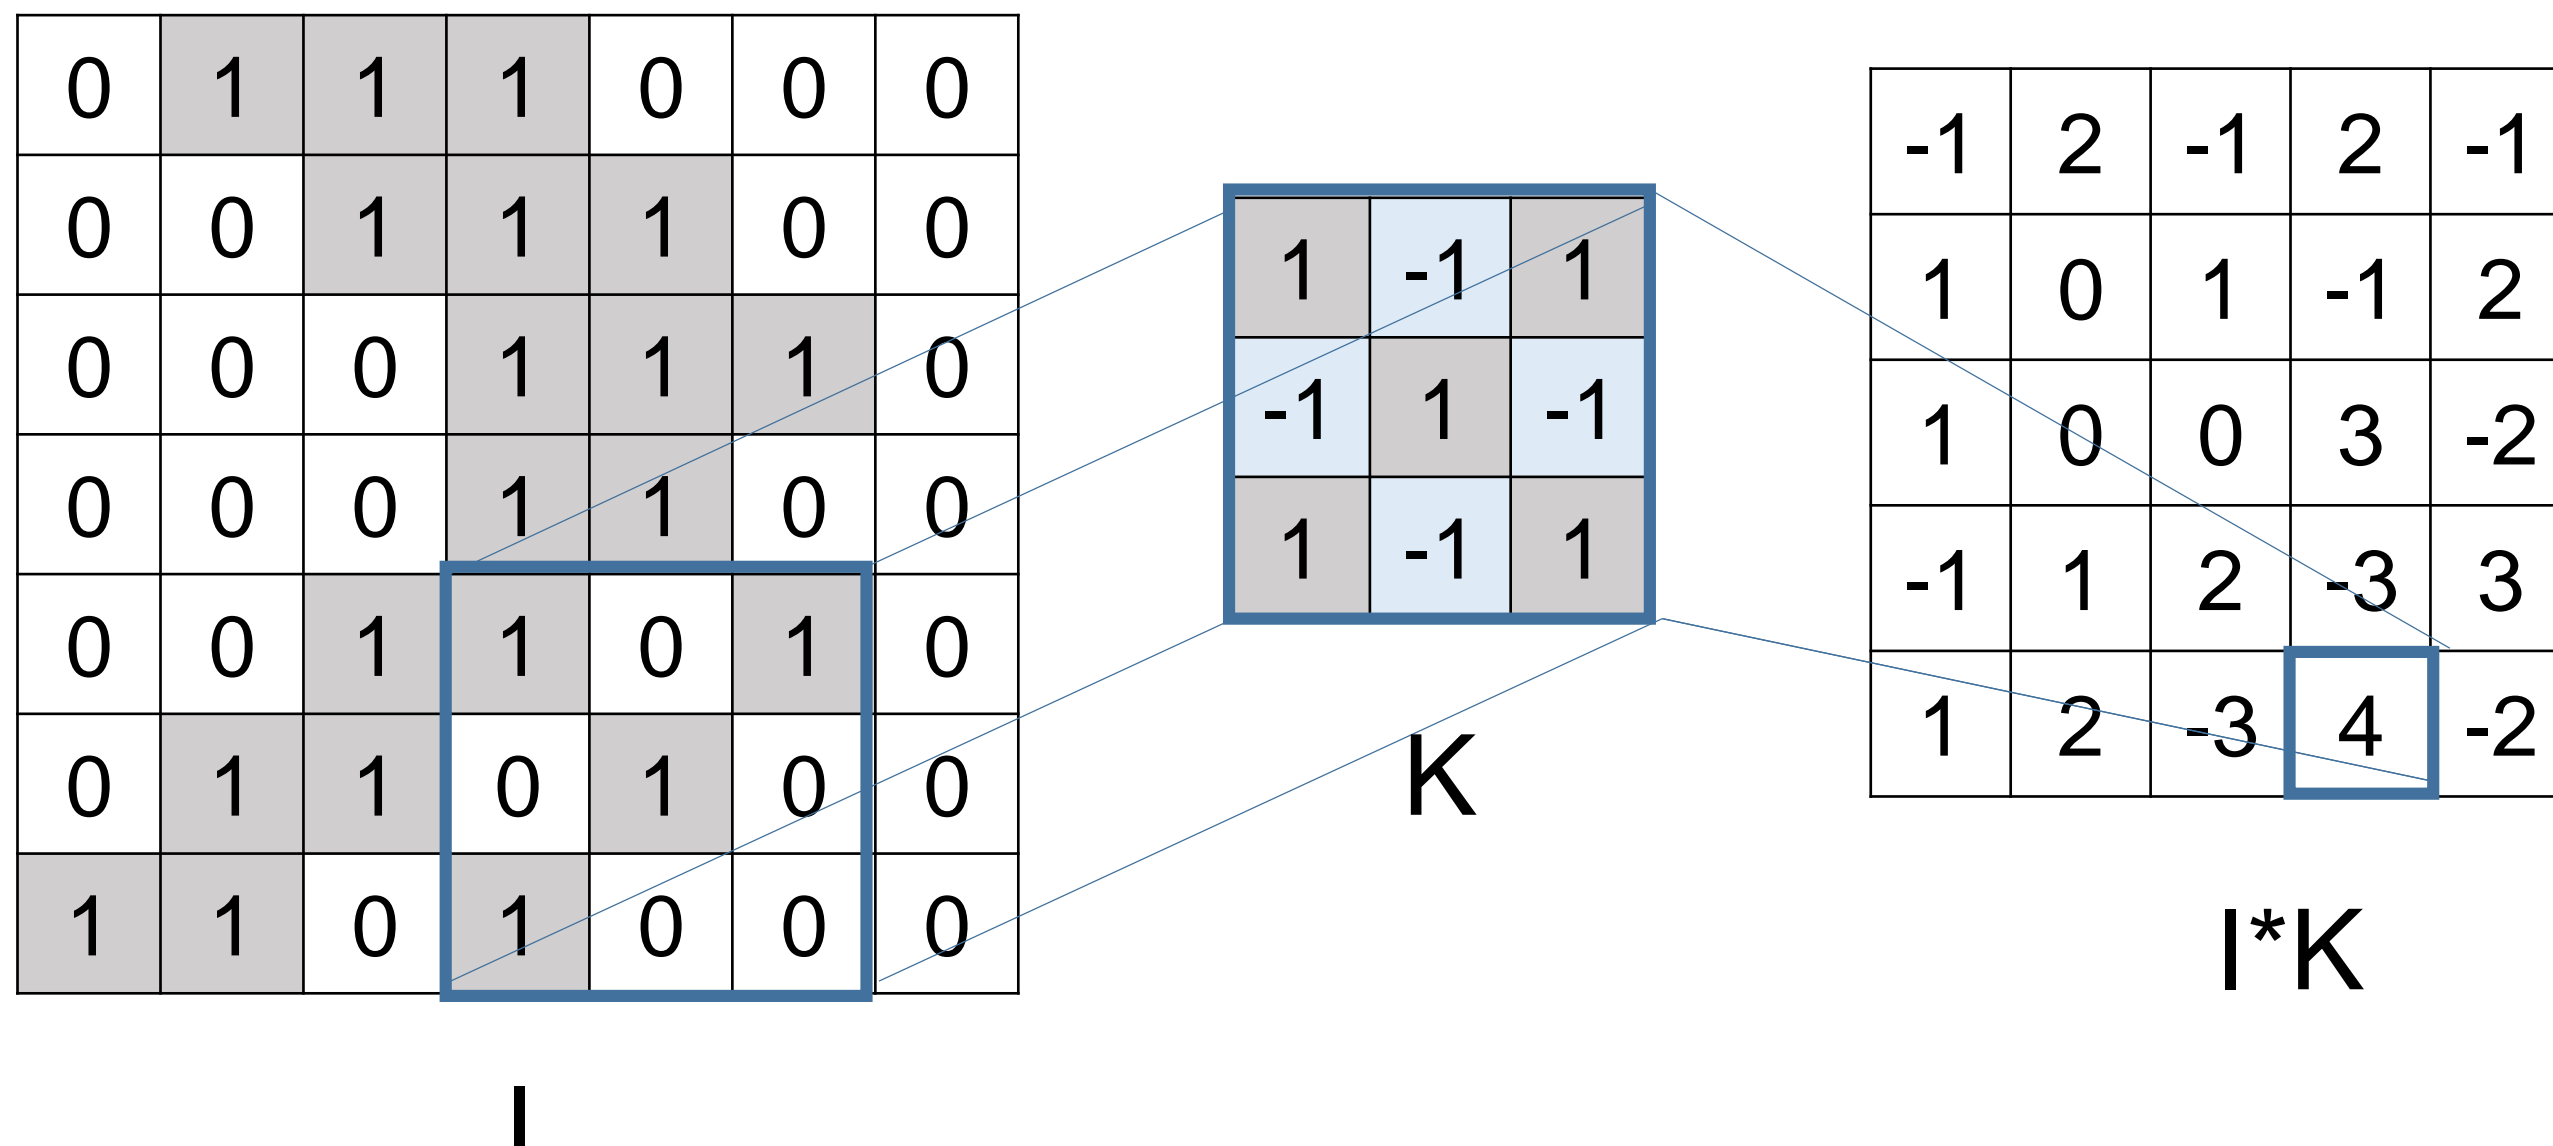 0 1 1 1 0 0 0
0 0 1 1 1 0 0
0 0 0 1 1 1 0
0 0 0 1 1 0 0
0 0 1 1 0 1 0
0 1 1 0 1 0 0
1 1 0 1 0 0 0
I
1 -1 1
-1 1 -1
1 -1 1
K
-1 2 -1 2 -1
1 0 1 -1 2
1 0 0 3 -2
-1 1 2 -3 3
1 2 -3 4 -2
I*K